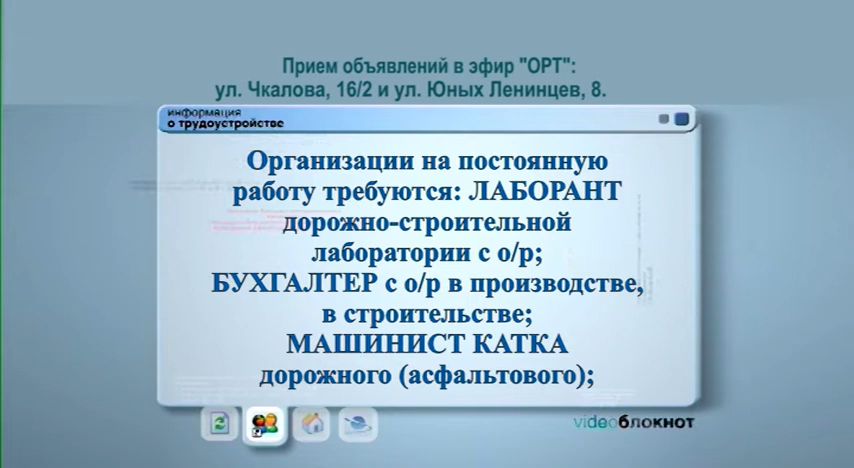 Прием объявлений в эфир "ОРТ":
ул. Чкалова, 16/2 и ул. Юных Ленинцев, 8.
информация
о трудоустройстве
Организации на постоянную
работу требуются: ЛАБОРАНТ
дорожно-строительной
лаборатории с о/р;
БУХГАЛТЕР с о/р в производстве,
в строительстве;
МАШИНИСТ КАТКА
дорожного (асфальтового);
videoблокнот